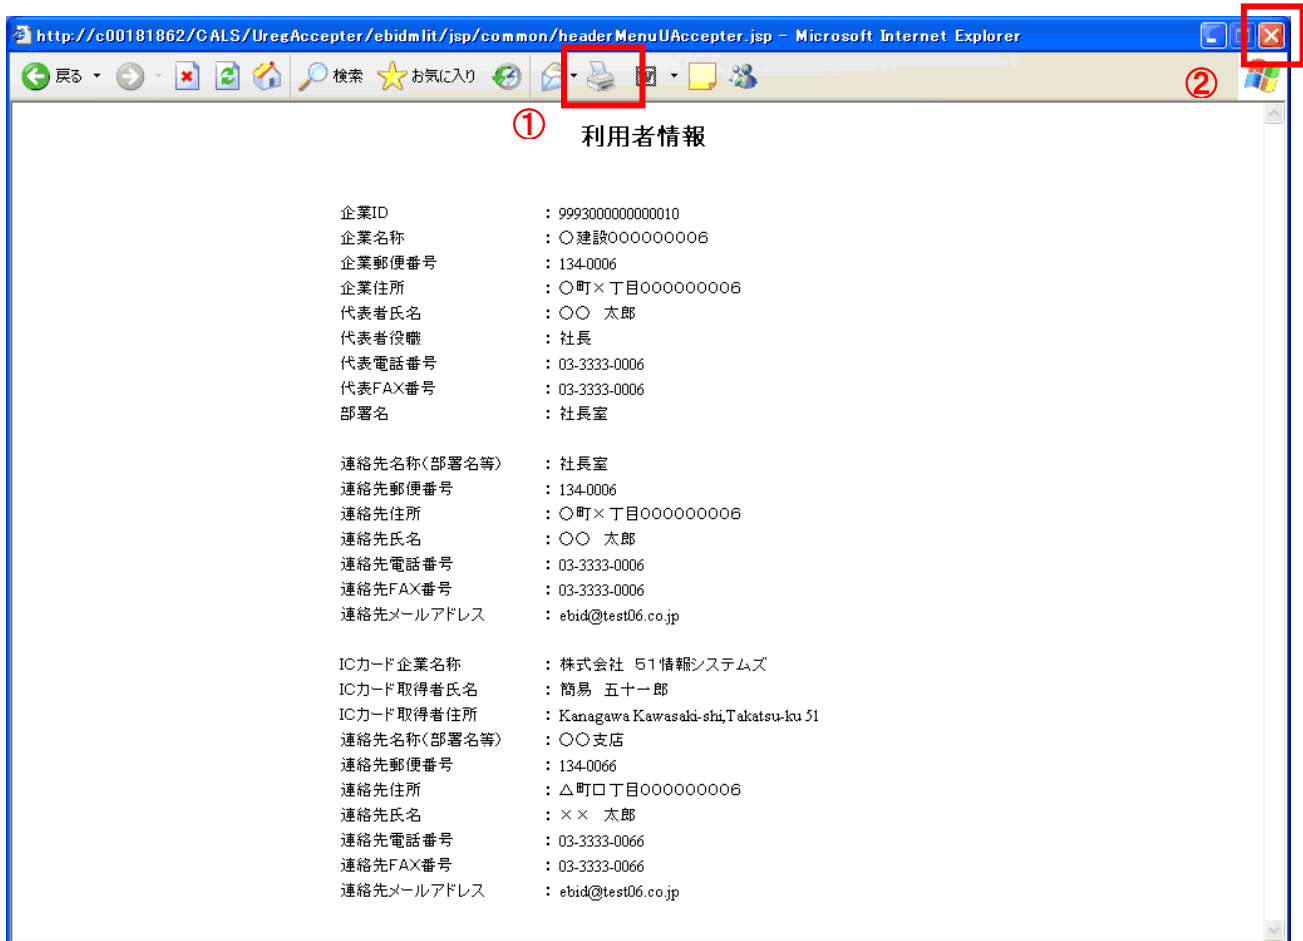 http://c00181862/CALS/UregAccepter/ebidmlit/jsp/common/headerMenuUAccepter.jsp - Microsoft Internet Explorer
戻る 検索 お気に入り
②
①
利用者情報
企業ID : 9993000000000010
企業名称 : ○建設000000006
企業郵便番号 : 134-0006
企業住所 : ○町×丁目000000006
代表者氏名 : ○○ 太郎
代表者役職 : 社長
代表電話番号 : 03-3333-0006
代表FAX番号 : 03-3333-0006
部署名 : 社長室
連絡先名称(部署名等) : 社長室
連絡先郵便番号 : 134-0006
連絡先住所 : ○町×丁目000000006
連絡先氏名 : ○○ 太郎
連絡先電話番号 : 03-3333-0006
連絡先FAX番号 : 03-3333-0006
連絡先メールアドレス : ebid@test06.co.jp
ICカード企業名称 : 株式会社 51情報システムズ
ICカード取得者氏名 : 簡易 五十一郎
ICカード取得者住所 : Kanagawa Kawasaki-shi,Takatsu-ku 51
連絡先名称(部署名等) : ○○支店
連絡先郵便番号 : 134-0066
連絡先住所 : △町ロ丁目000000006
連絡先氏名 : ×× 太郎
連絡先電話番号 : 03-3333-0066
連絡先FAX番号 : 03-3333-0066
連絡先メールアドレス : ebid@test06.co.jp